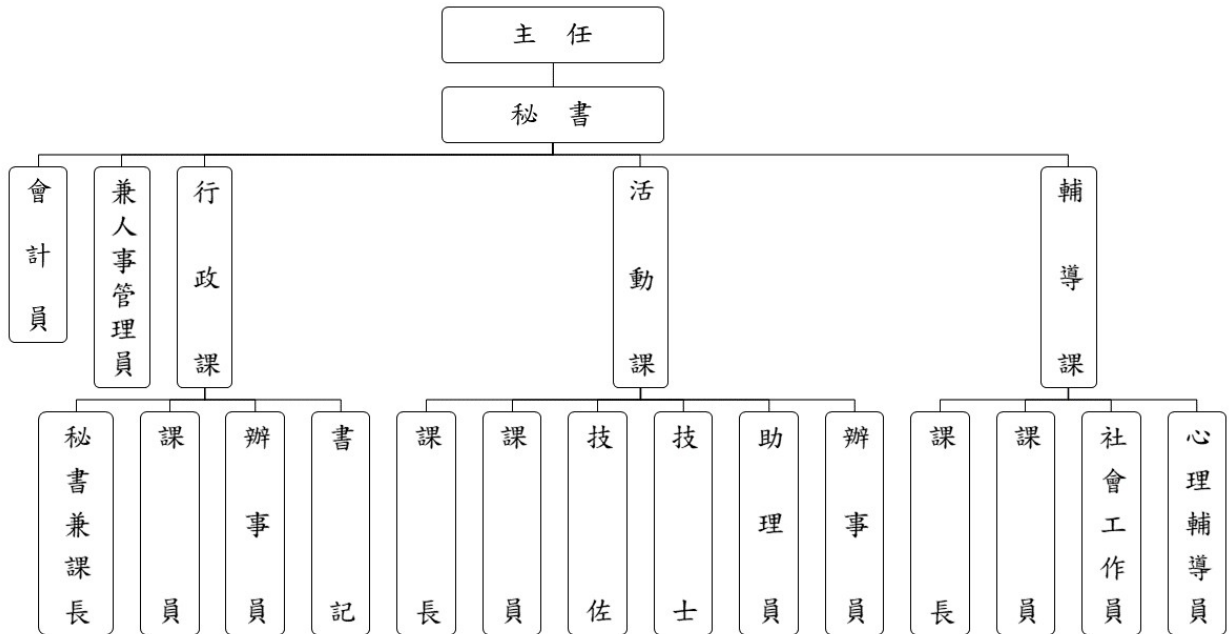 主任
秘書
會計員
兼人事管理員
行政課
活動課
輔導課
秘書兼課長
課員
辦事員
書記
課長
課員
技佐
技士
助理員
辦事員
課長
課員
社會工作員
心理輔導員